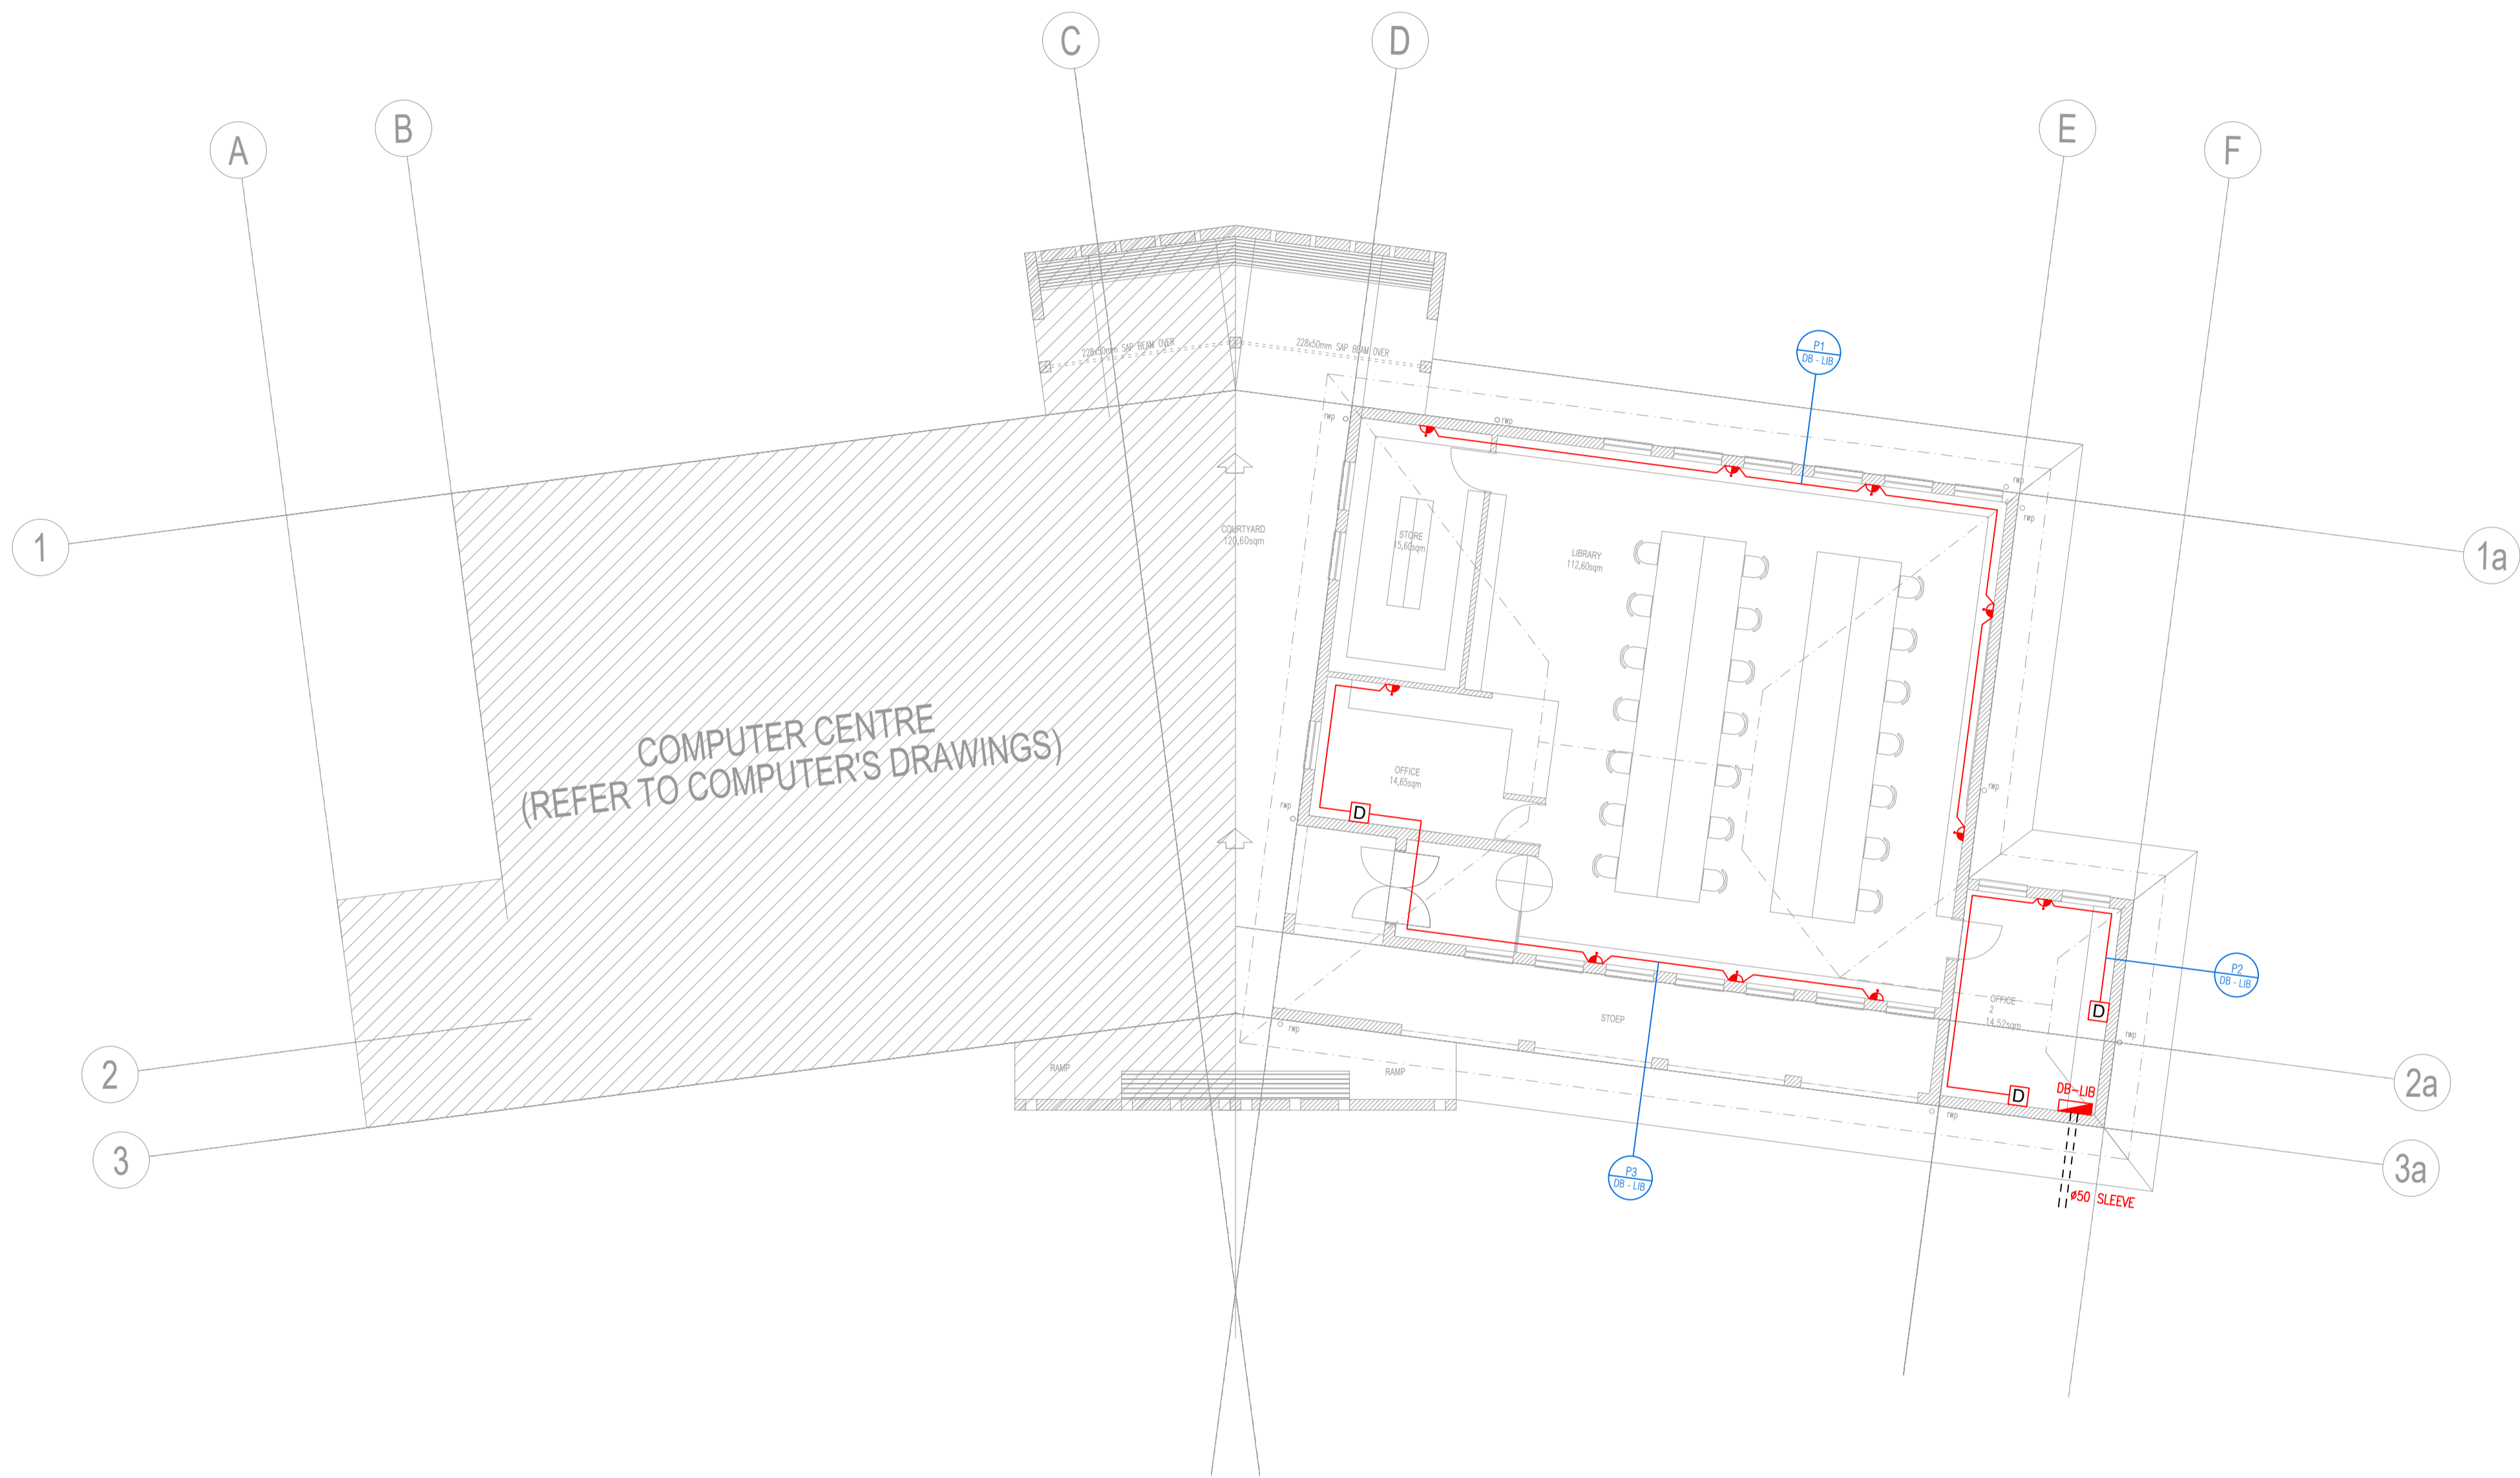 C
D
B
E
A
F
228x50mm SAP BEAM OVER
228x50mm SAP BEAM OVER
P1
DB - LIB
rwp
rwp
rwp
rwp
COURTYARD
120,60sqm
STORE
15,60sqm
LIBRARY
112,60sqm
1
1a
COMPUTER CENTRE
(REFER TO COMPUTER'S DRAWINGS)
OFFICE
14,65sqm
rwp
rwp
D
P2
DB - LIB
OFFICE
2
14,52sqm
D
STOEP
rwp
rwp
RAMP
RAMP
2
2a
D
DB-LIB
rwp
3
3a
P3
DB - LIB
ø50 SLEEVE